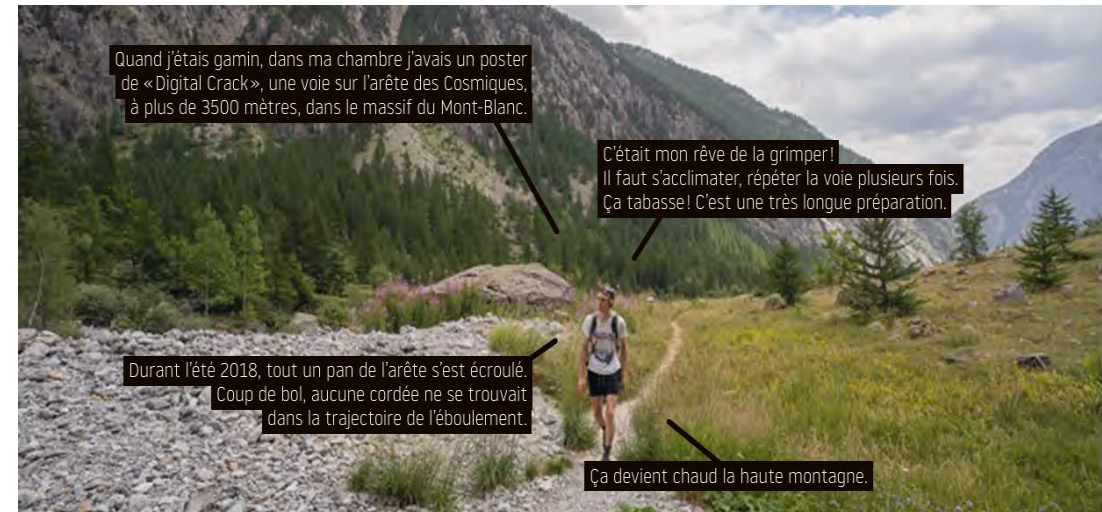 Quand j'étais gamin, dans ma chambre j'avais un poster
de « Digital Crack », une voie sur l'arête des Cosmiques,
à plus de 3500 mètres, dans le massif du Mont-Blanc.
C'était mon rêve de la grimper !
Il faut s'acclimater, répéter la voie plusieurs fois.
Ça tabasse ! C'est une très longue préparation.
Durant l'été 2018, tout un pan de l'arête s'est écroulé.
Coup de bol, aucune cordée ne se trouvait
dans la trajectoire de l'éboulement.
Ça devient chaud la haute montagne.